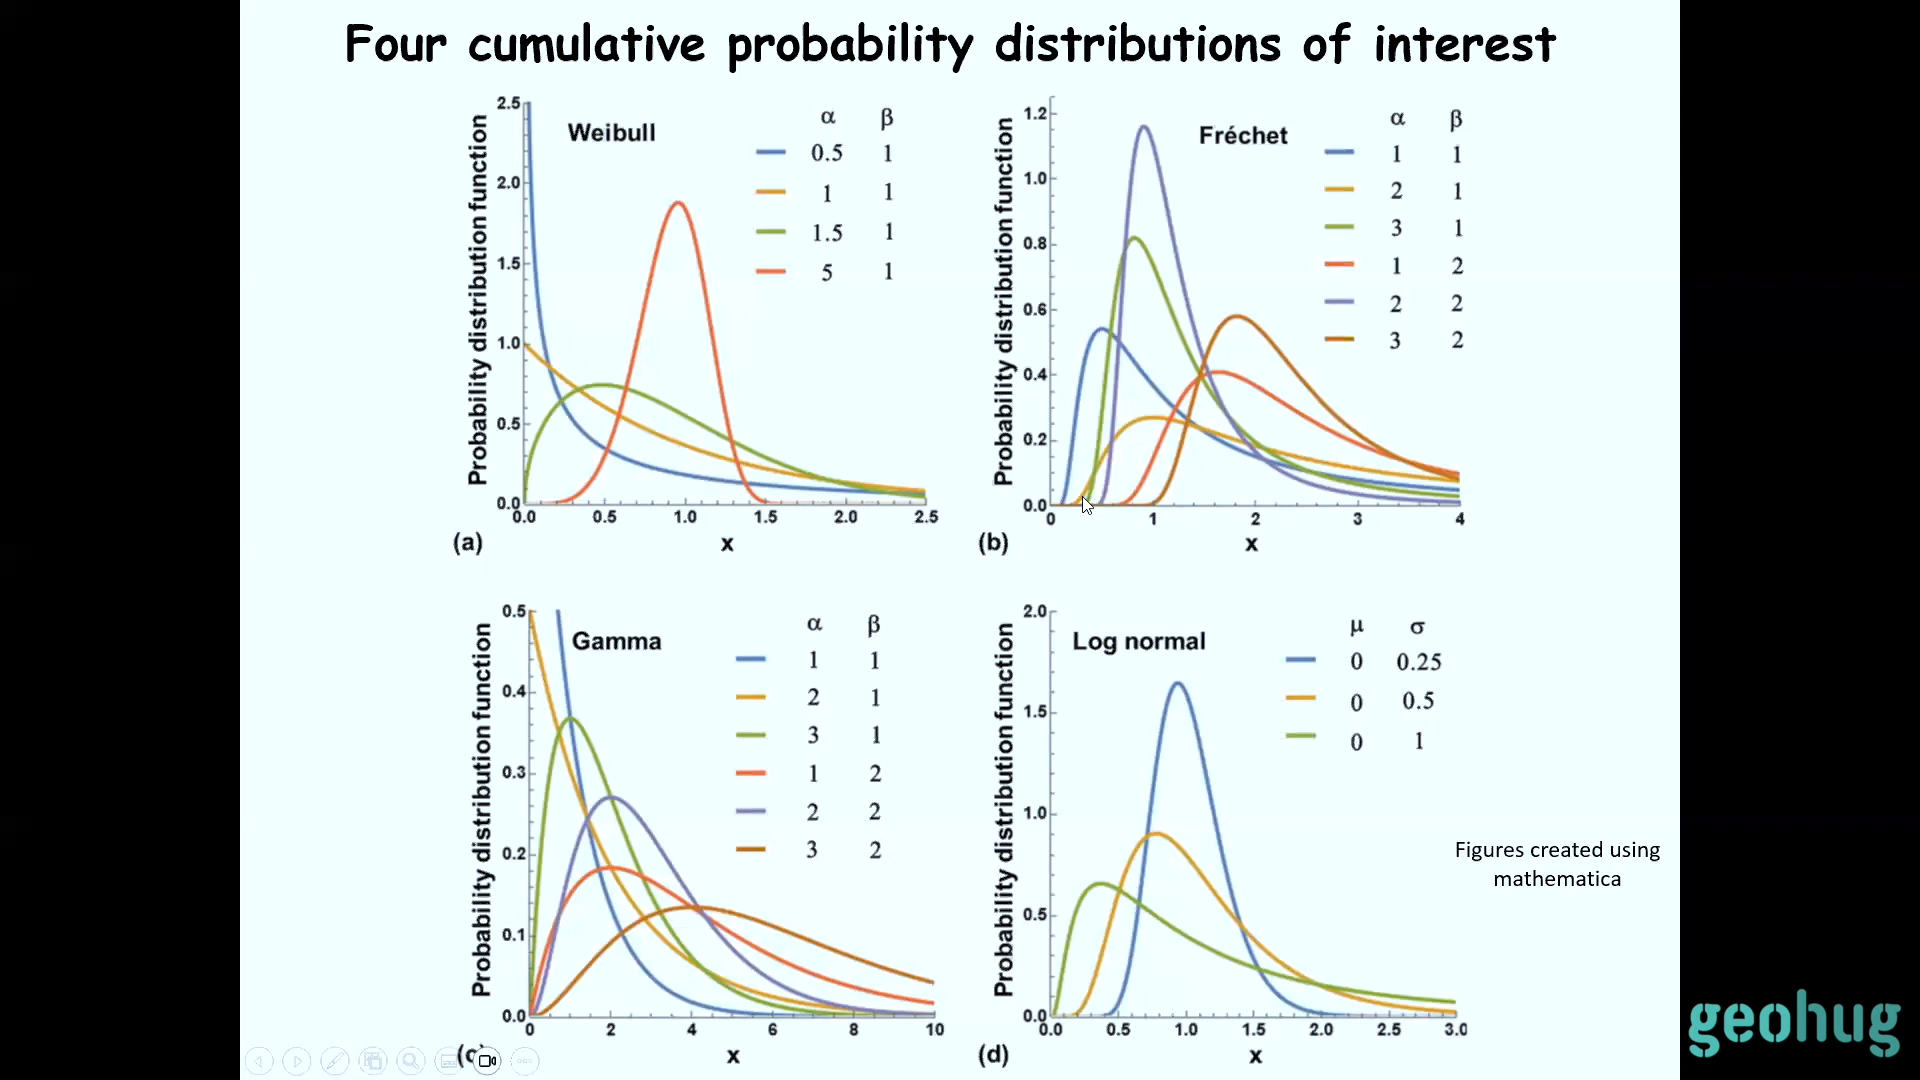 Four cumulative probability distributions of interest
Probability distribution function
2.5
2.0
1.5
1.0
0.5
0.0
0.0 0.5 1.0 1.5 2.0 2.5
Weibull
α β
0.5 1
1 1
1.5 1
5 1
(a)
x
Probability distribution function
1.2
1.0
0.8
0.6
0.4
0.2
0.0
0 1 2 3 4
Fréchet
α β
1 1
2 1
3 1
1 2
2 2
3 2
(b)
x
Probability distribution function
0.5
0.4
0.3
0.2
0.1
0.0
0 2 4 6 8 10
Gamma
α β
1 1
2 1
3 1
1 2
2 2
3 2
(c)
x
Probability distribution function
2.0
1.5
1.0
0.5
0.0
0.0 0.5 1.0 1.5 2.0 2.5 3.0
Log normal
μ σ
0 0.25
0 0.5
0 1
(d)
x
Figures created using
mathematica
geohug